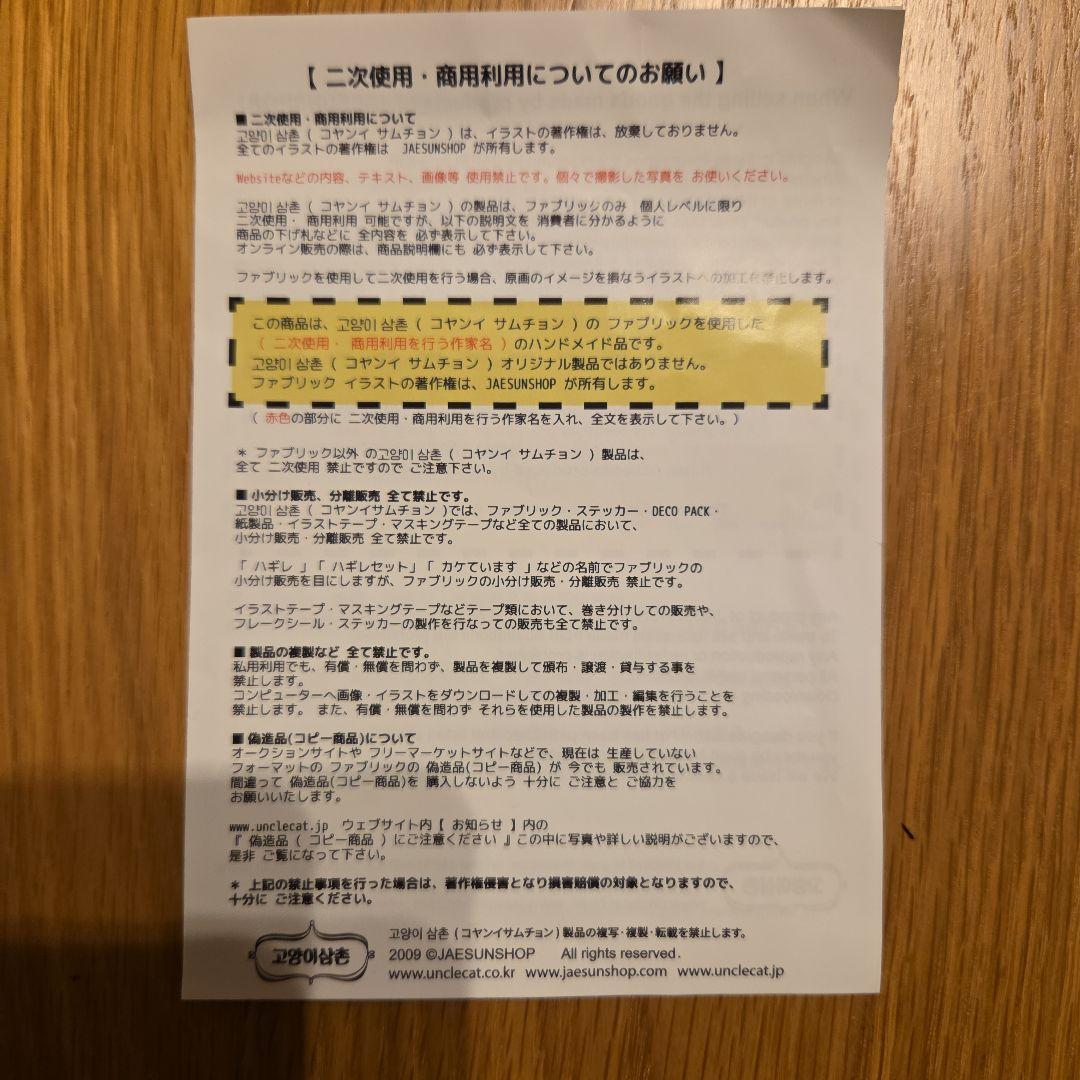 【 二次使用・商用利用についてのお願い 】
■ 二次使用・商用利用について
고양이 삼촌 ( コヤンイ サムチョン ) は、イラストの著作権は、放棄しておりません。
全てのイラストの著作権は JAESUNSHOP が所有します。
Websiteなどの内容、テキスト、画像等 使用禁止です。個々で撮影した写真を お使いください。
고양이 삼촌 ( コヤンイ サムチョン ) の製品は、ファブリックのみ 個人レベルに限り
二次使用・ 商用利用 可能ですが、以下の説明文を 消費者に分かるように
商品の下げ札などに 全内容を 必ず表示して下さい。
オンライン販売の際は、商品説明欄にも 必ず表示して下さい。
ファブリックを使用して二次使用を行う場合、原画のイメージを損なうイラストへの加工を禁止します。
この商品は、고양이 삼촌 ( コヤンイ サムチョン ) の ファブリックを使用した
( 二次使用・ 商用利用を行う作家名 ) のハンドメイド品です。
고양이 삼촌 ( コヤンイ サムチョン ) オリジナル製品ではありません。
ファブリック イラストの著作権は、JAESUNSHOP が所有します。
( 赤色の部分に 二次使用・商用利用を行う作家名を入れ、全文を表示して下さい。)
* ファブリック以外 の고양이 삼촌 ( コヤンイ サムチョン ) 製品は、
全て 二次使用 禁止ですので ご注意下さい。
■ 小分け販売、分離販売 全て禁止です。
고양이 삼촌 ( コヤンイサムチョン )では、ファブリック・ステッカー・DECO PACK・
紙製品・イラストテープ・マスキングテープなど全ての製品において、
小分け販売・分離販売 全て禁止です。
「 ハギレ 」「 ハギレセット」「 カケています 」などの名前でファブリックの
小分け販売を目にしますが、ファブリックの小分け販売・分離販売 禁止です。
イラストテープ・マスキングテープなどテープ類において、巻き分けしての販売や、
フレークシール・ステッカーの製作を行なっての販売も全て禁止です。
■ 製品の複製など 全て禁止です。
私用利用でも、有償・無償を問わず、製品を複製して頒布・譲渡・貸与する事を
禁止します。
コンピューターへ画像・イラストをダウンロードしての複製・加工・編集を行うことを
禁止します。 また、有償・無償を問わず それらを使用した製品の製作を禁止します。
■ 偽造品(コピー商品)について
オークションサイトや フリーマーケットサイトなどで、現在は 生産していない
フォーマットの ファブリックの 偽造品(コピー商品) が 今でも 販売されています。
間違って 偽造品(コピー商品)を 購入しないよう 十分に ご注意と ご協力を
お願いいたします。
www.unclecat.jp ウェブサイト内【 お知らせ 】内の
『 偽造品 ( コピー商品 ) にご注意ください 』この中に写真や詳しい説明がございますので、
是非 ご覧になって下さい。
* 上記の禁止事項を行った場合は、著作権侵害となり損害賠償の対象となりますので、
十分に ご注意ください。
고양이 삼촌 ( コヤンイサムチョン ) 製品の複写・複製・転載を禁止します。
고양이삼촌
2009 ©JAESUNSHOP All rights reserved.
www.unclecat.co.kr www.jaesunshop.com www.unclecat.jp